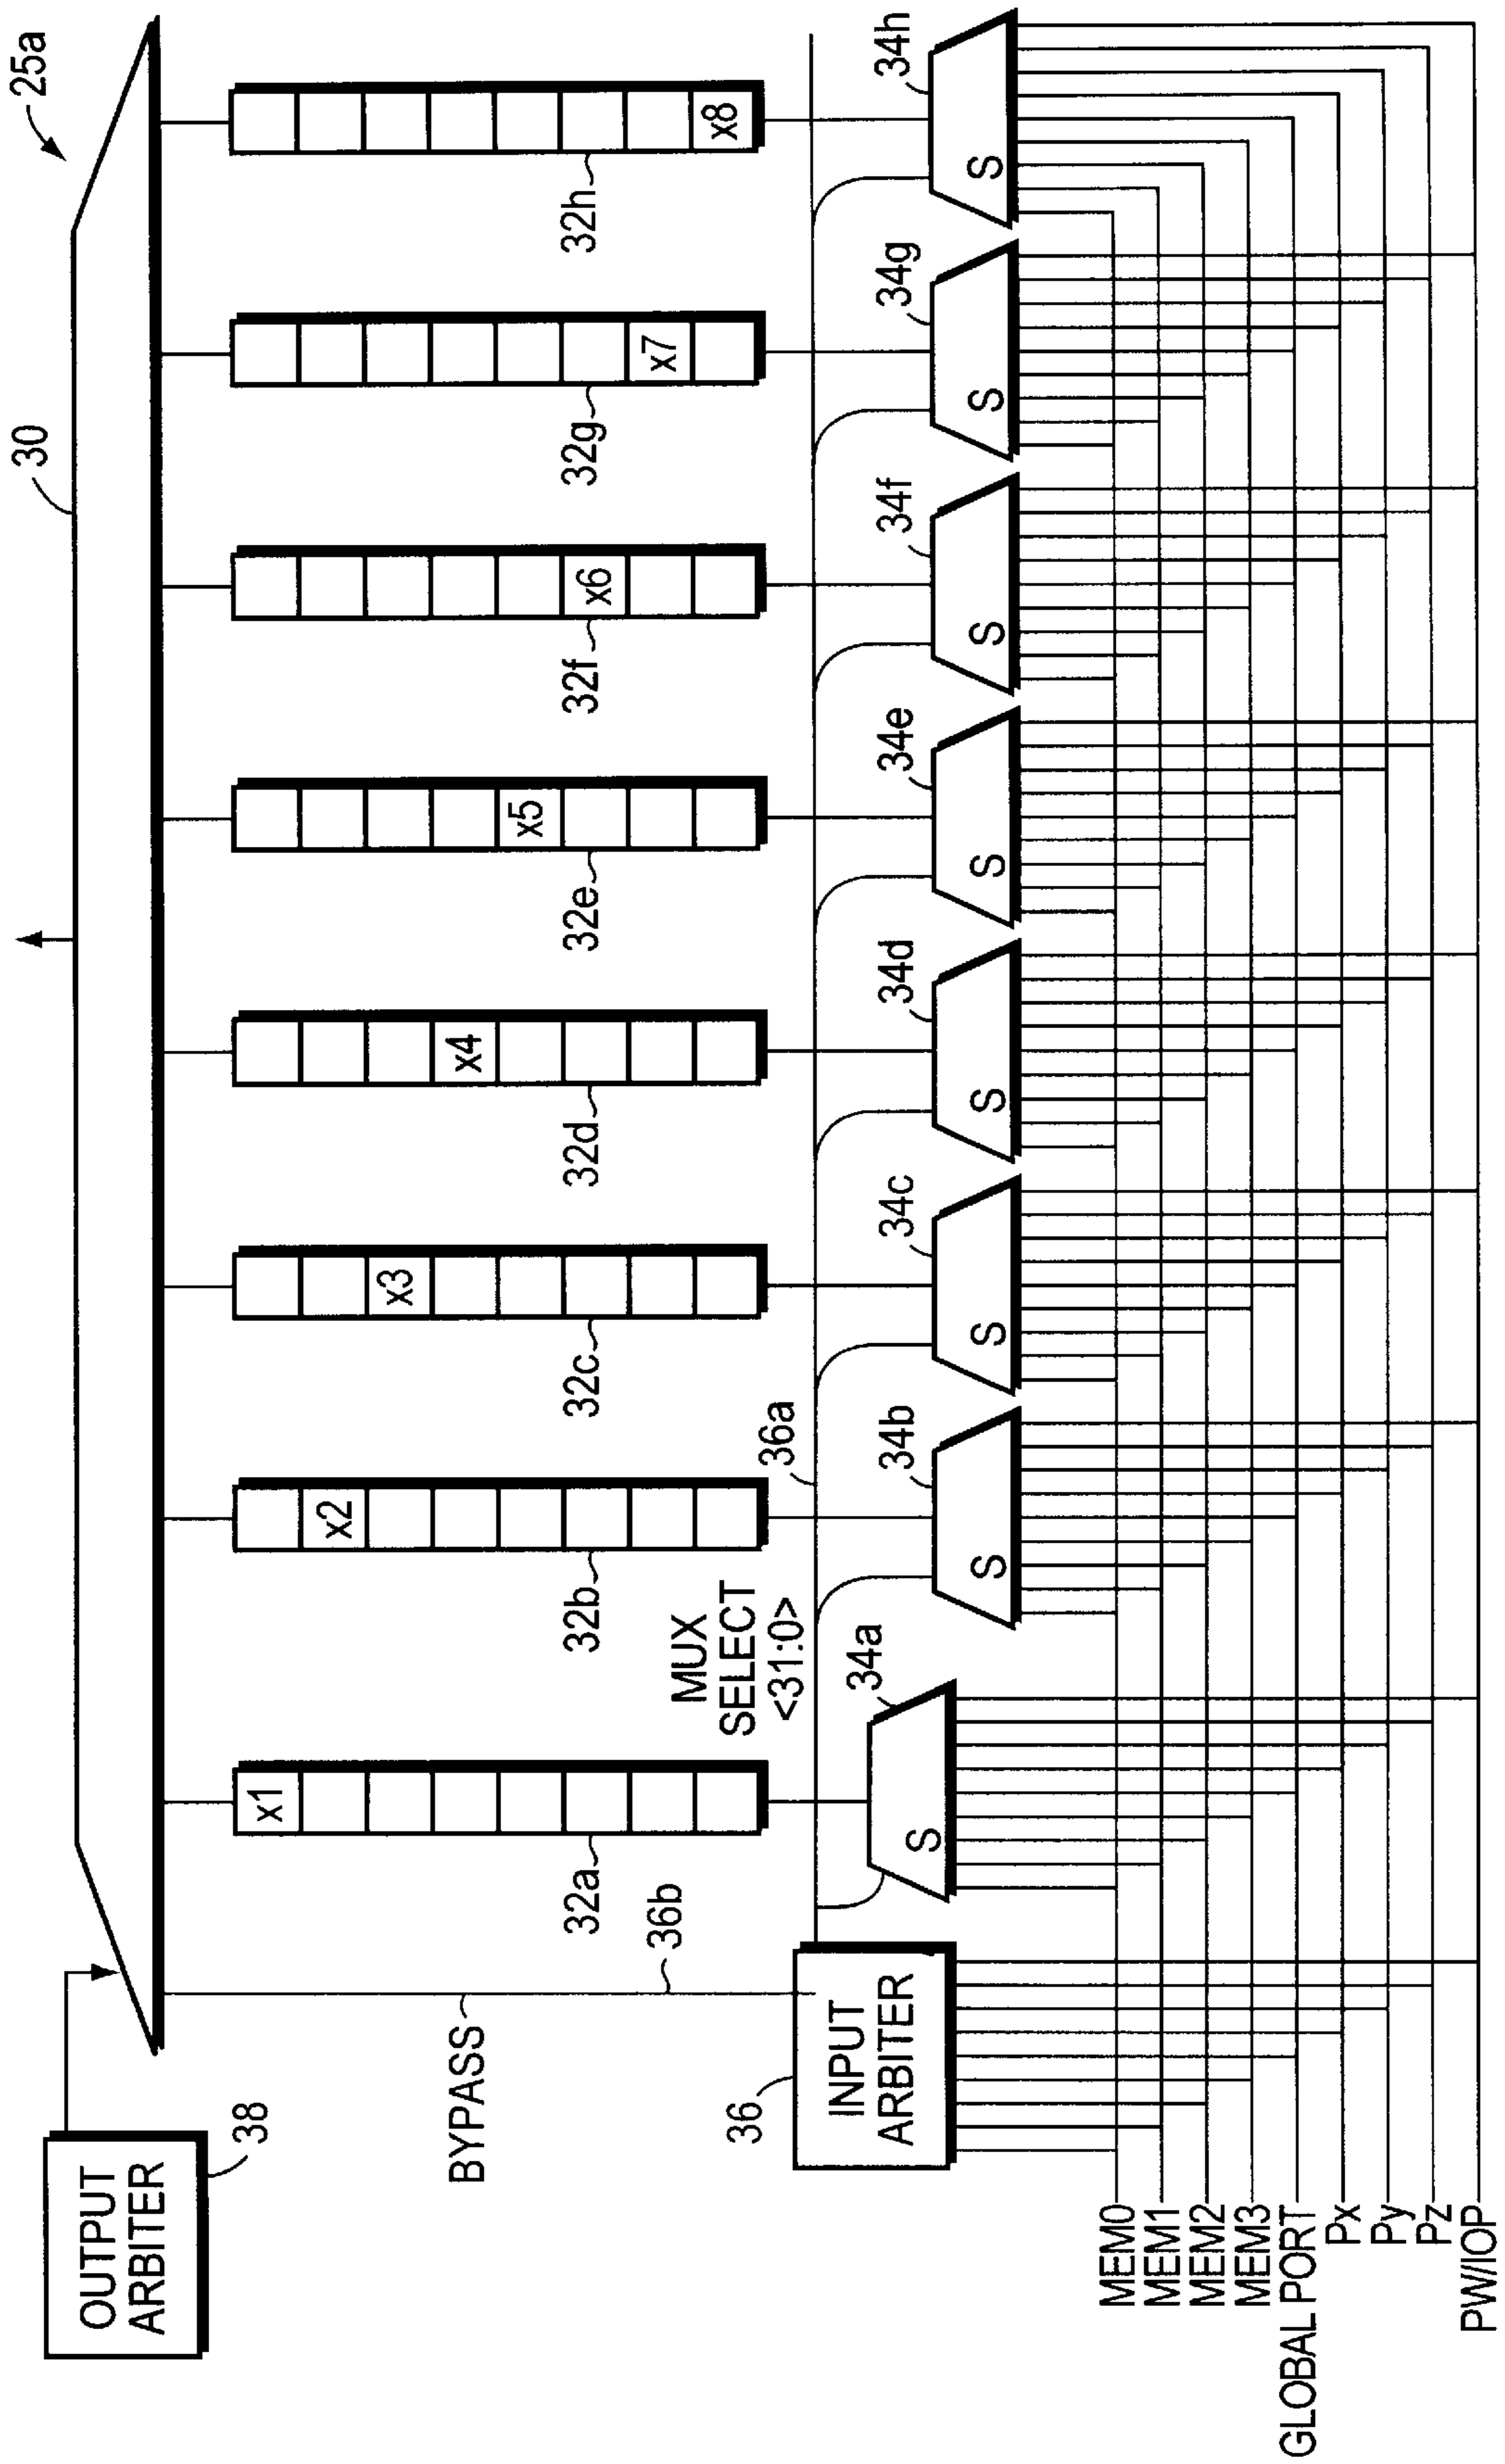 OUTPUT
ARBITER
38
30
25a
BYPASS
36b
x1
x2
x3
x4
x5
x6
x7
x8
32a
32b
32c
32d
32e
32f
32g
32h
MUX
SELECT
<31:0>
36a
36
INPUT
ARBITER
34a
34b
34c
34d
34e
34f
34g
34h
S
S
S
S
S
S
S
S
MEM0
MEM1
MEM2
MEM3
GLOBAL PORT
Px
Py
Pz
PW/IOP